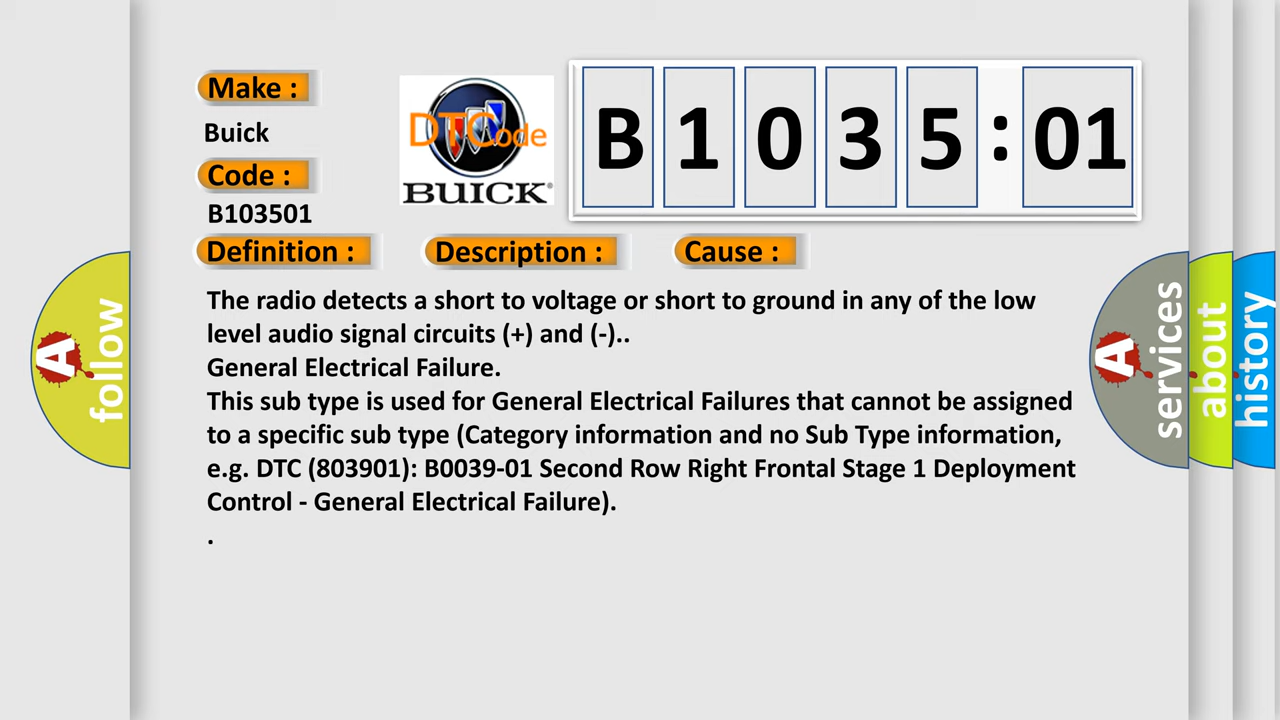 Make :
Buick
Code :
B103501
DTCode
BUICK®
B1035:01
Definition :
Description :
Cause :
The radio detects a short to voltage or short to ground in any of the low
level audio signal circuits (+) and (-)..
General Electrical Failure.
This sub type is used for General Electrical Failures that cannot be assigned
to a specific sub type (Category information and no Sub Type information,
e.g. DTC (803901): B0039-01 Second Row Right Frontal Stage 1 Deployment
Control - General Electrical Failure).
.
A
follow
A
services
about
history